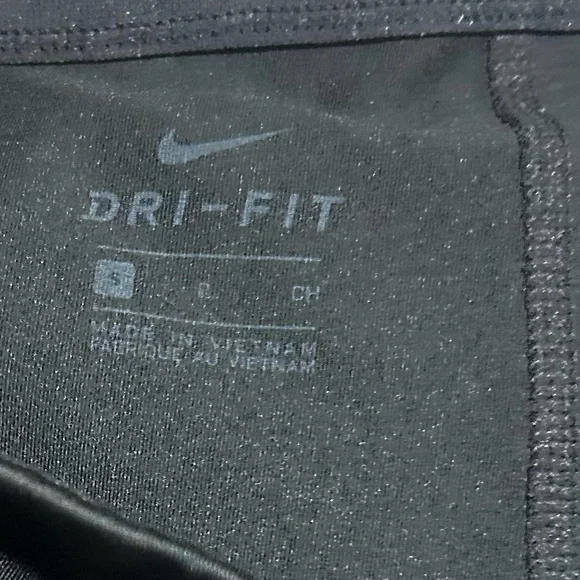 DRI-FIT
S CH
MADE IN VIETNAM
FABRIQUÉ AU VIETNAM